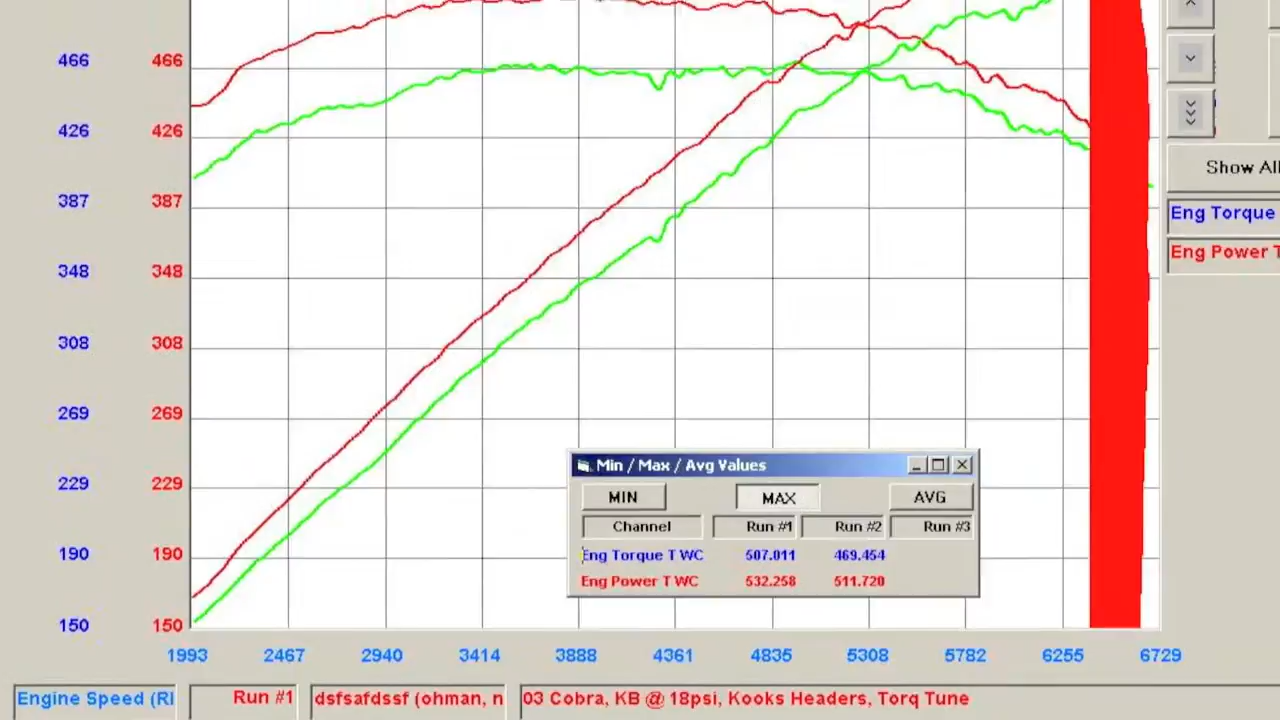 466 466
426 426
387 387
348 348
308 308
269 269
229 229
190 190
150 150
1993 2467 2940 3414 3888 4361 4835 5308 5782 6255 6729
Show All
Eng Torque
Eng Power T
Min / Max / Avg Values
MIN MAX AVG
Channel Run #1 Run #2 Run #3
Eng Torque T WC 507.011 469.454
Eng Power T WC 532.258 511.720
Engine Speed (RI Run #1 dsfsafdssf (ohman, n 03 Cobra, KB @ 18psi, Kooks Headers, Torq Tune